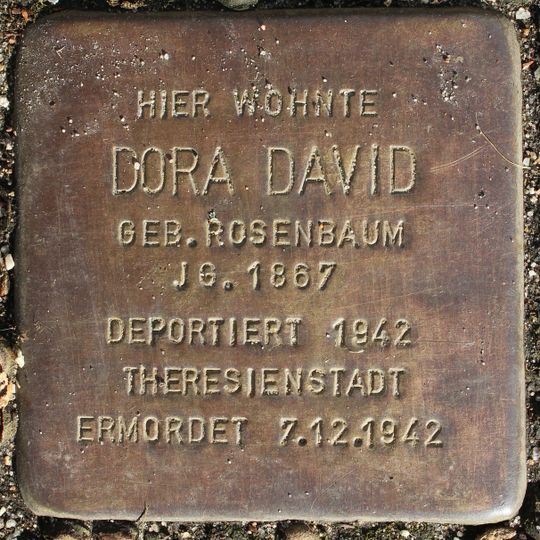 HIER WOHNTE
DORA DAVID
GEB. ROSENBAUM
JG. 1867
DEPORTIERT 1942
THERESIENSTADT
ERMORDET 7.12.1942